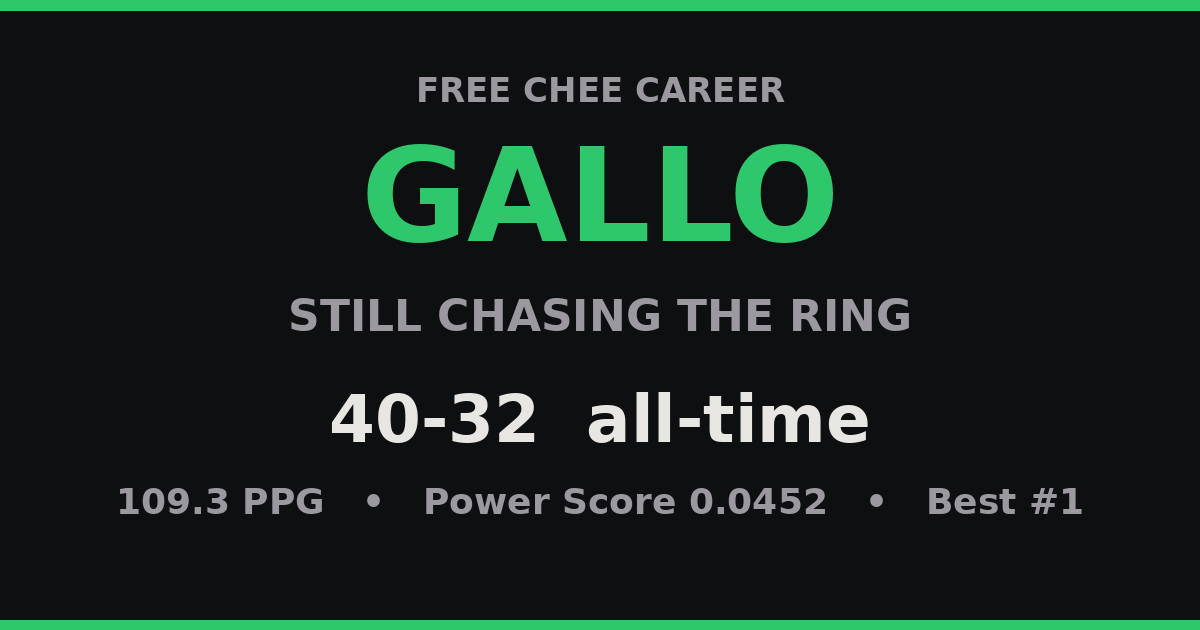 FREE CHEE CAREER
GALLO
STILL CHASING THE RING
40-32 all-time
109.3 PPG • Power Score 0.0452 • Best #1